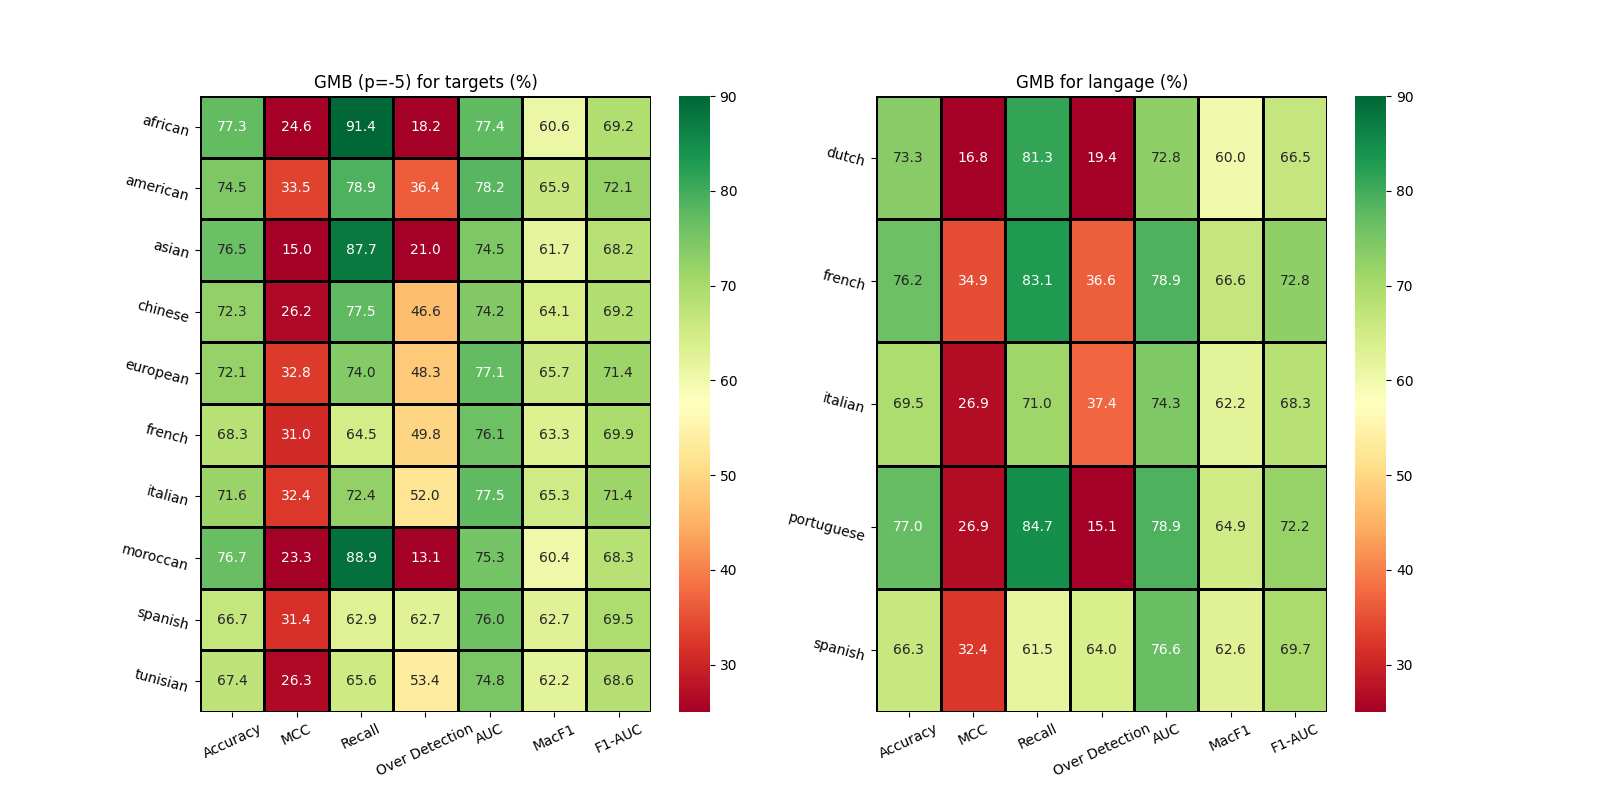 GMB (p=-5) for targets (%)
african 77.3 24.6 91.4 18.2 77.4 60.6 69.2
american 74.5 33.5 78.9 36.4 78.2 65.9 72.1
asian 76.5 15.0 87.7 21.0 74.5 61.7 68.2
chinese 72.3 26.2 77.5 46.6 74.2 64.1 69.2
european 72.1 32.8 74.0 48.3 77.1 65.7 71.4
french 68.3 31.0 64.5 49.8 76.1 63.3 69.9
italian 71.6 32.4 72.4 52.0 77.5 65.3 71.4
moroccan 76.7 23.3 88.9 13.1 75.3 60.4 68.3
spanish 66.7 31.4 62.9 62.7 76.0 62.7 69.5
tunisian 67.4 26.3 65.6 53.4 74.8 62.2 68.6
Accuracy MCC Recall Over Detection AUC MacF1 F1-AUC
90
80
70
60
50
40
30
GMB for langage (%)
dutch 73.3 16.8 81.3 19.4 72.8 60.0 66.5
french 76.2 34.9 83.1 36.6 78.9 66.6 72.8
italian 69.5 26.9 71.0 37.4 74.3 62.2 68.3
portuguese 77.0 26.9 84.7 15.1 78.9 64.9 72.2
spanish 66.3 32.4 61.5 64.0 76.6 62.6 69.7
Accuracy MCC Recall Over Detection AUC MacF1 F1-AUC
90
80
70
60
50
40
30